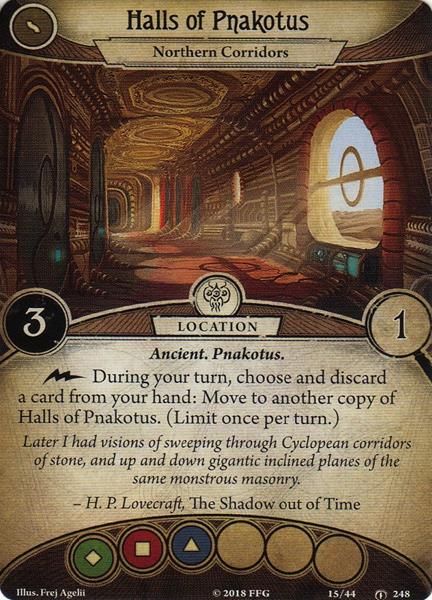 Halls of Pnakotus
Northern Corridors
3
1
LOCATION
Ancient. Pnakotus.
During your turn, choose and discard
a card from your hand: Move to another copy of
Halls of Pnakotus. (Limit once per turn.)
Later I had visions of sweeping through Cyclopean corridors
of stone, and up and down gigantic inclined planes of the
same monstrous masonry.
– H. P. Lovecraft, The Shadow out of Time
Illus. Frej Agelii
© 2018 FFG
15/44
248